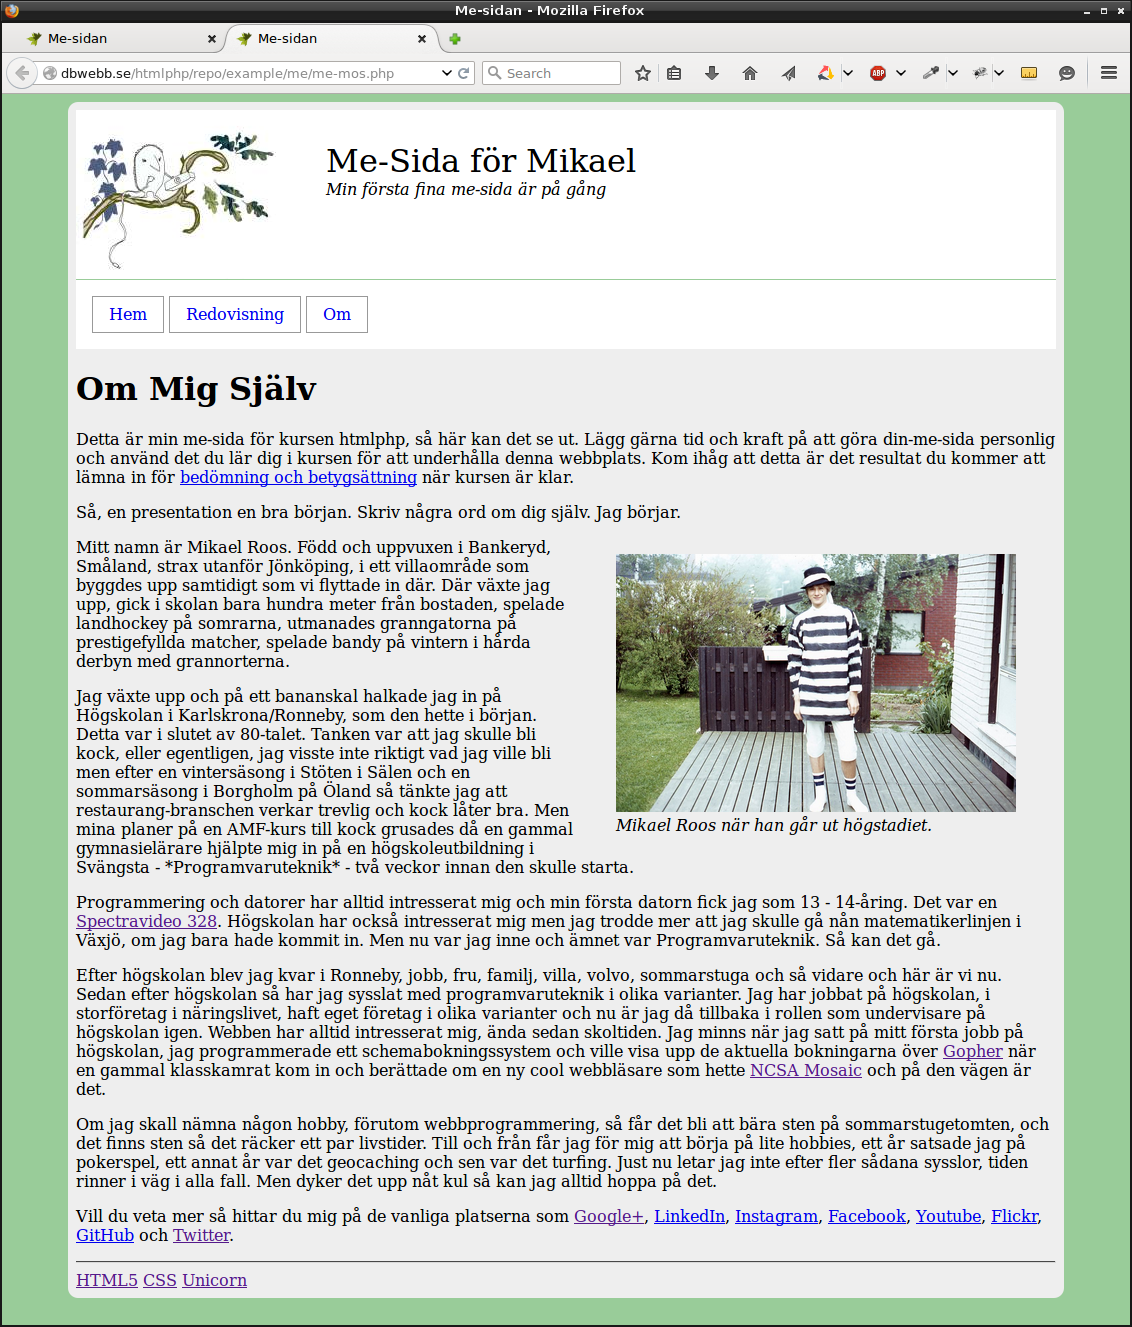 Me-sidan - Mozilla Firefox
Me-sidan
Me-sidan
dbwebb.se/htmlphp/repo/example/me/me-mos.php
Search
ABP
Me-Sida för Mikael
Min första fina me-sida är på gång
Hem
Redovisning
Om
Om Mig Själv
Detta är min me-sida för kursen htmlphp, så här kan det se ut. Lägg gärna tid och kraft på att göra din-me-sida personlig
och använd det du lär dig i kursen för att underhålla denna webbplats. Kom ihåg att detta är det resultat du kommer att
lämna in för bedömning och betygsättning när kursen är klar.
Så, en presentation en bra början. Skriv några ord om dig själv. Jag börjar.
Mitt namn är Mikael Roos. Född och uppvuxen i Bankeryd,
Småland, strax utanför Jönköping, i ett villaområde som
byggdes upp samtidigt som vi flyttade in där. Där växte jag
upp, gick i skolan bara hundra meter från bostaden, spelade
landhockey på somrarna, utmanades granngatorna på
prestigefyllda matcher, spelade bandy på vintern i hårda
derbyn med grannorterna.
Jag växte upp och på ett bananskal halkade jag in på
Högskolan i Karlskrona/Ronneby, som den hette i början.
Detta var i slutet av 80-talet. Tanken var att jag skulle bli
kock, eller egentligen, jag visste inte riktigt vad jag ville bli
men efter en vintersäsong i Stöten i Sälen och en
sommarsäsong i Borgholm på Öland så tänkte jag att
restaurang-branschen verkar trevlig och kock låter bra. Men
mina planer på en AMF-kurs till kock grusades då en gammal
gymnasielärare hjälpte mig in på en högskoleutbildning i
Svängsta - *Programvaruteknik* - två veckor innan den skulle starta.
Mikael Roos när han går ut högstadiet.
Programmering och datorer har alltid intresserat mig och min första datorn fick jag som 13 - 14-åring. Det var en
Spectravideo 328. Högskolan har också intresserat mig men jag trodde mer att jag skulle gå nån matematikerlinjen i
Växjö, om jag bara hade kommit in. Men nu var jag inne och ämnet var Programvaruteknik. Så kan det gå.
Efter högskolan blev jag kvar i Ronneby, jobb, fru, familj, villa, volvo, sommarstuga och så vidare och här är vi nu.
Sedan efter högskolan så har jag sysslat med programvaruteknik i olika varianter. Jag har jobbat på högskolan, i
storföretag i näringslivet, haft eget företag i olika varianter och nu är jag då tillbaka i rollen som undervisare på
högskolan igen. Webben har alltid intresserat mig, ända sedan skoltiden. Jag minns när jag satt på mitt första jobb på
högskolan, jag programmerade ett schemabokningssystem och ville visa upp de aktuella bokningarna över Gopher när
en gammal klasskamrat kom in och berättade om en ny cool webbläsare som hette NCSA Mosaic och på den vägen är
det.
Om jag skall nämna någon hobby, förutom webbprogrammering, så får det bli att bära sten på sommarstugetomten, och
det finns sten så det räcker ett par livstider. Till och från får jag för mig att börja på lite hobbies, ett år satsade jag på
pokerspel, ett annat år var det geocaching och sen var det turfing. Just nu letar jag inte efter fler sådana sysslor, tiden
rinner i väg i alla fall. Men dyker det upp nåt kul så kan jag alltid hoppa på det.
Vill du veta mer så hittar du mig på de vanliga platserna som Google+, LinkedIn, Instagram, Facebook, Youtube, Flickr,
GitHub och Twitter.
HTML5 CSS Unicorn